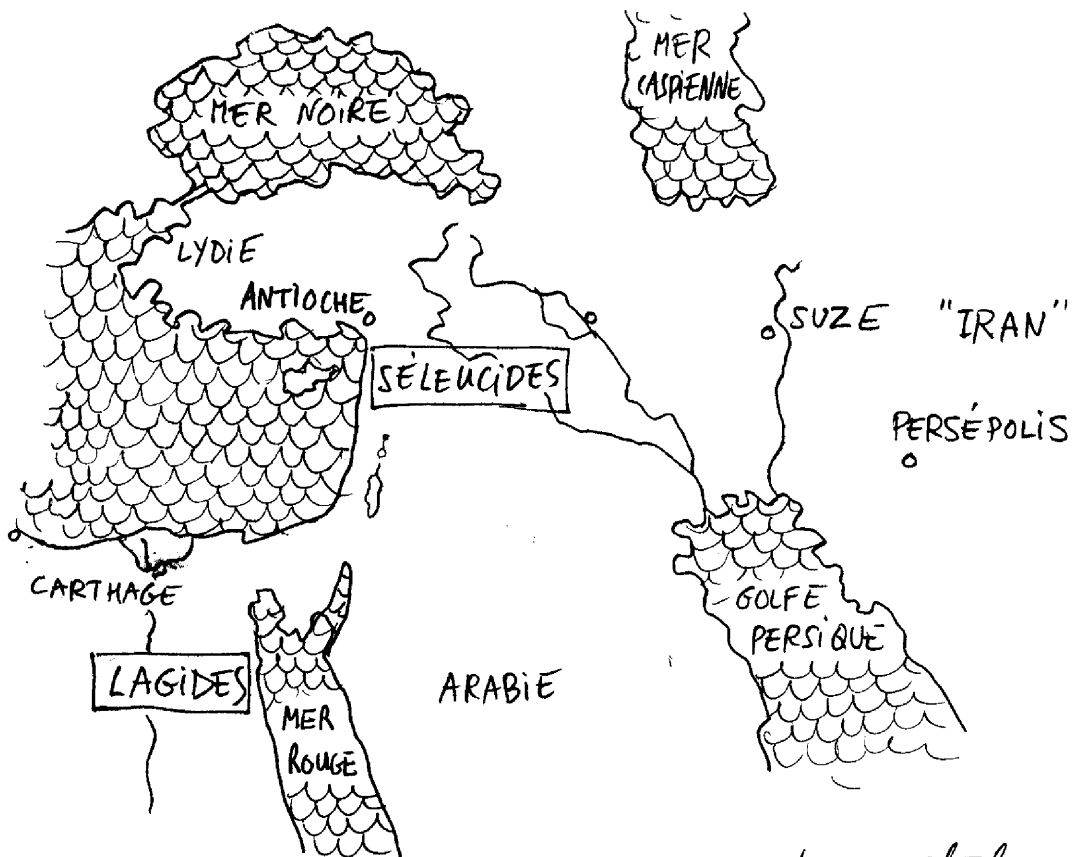 MER
CASPIENNE
MER NOIRE
LYDIE
ANTIOCHE
SUZE "IRAN"
SÉLEUCIDES
PERSÉPOLIS
CARTHAGE
GOLFE
PERSIQUE
LAGIDES
ARABIE
MER
ROUGE